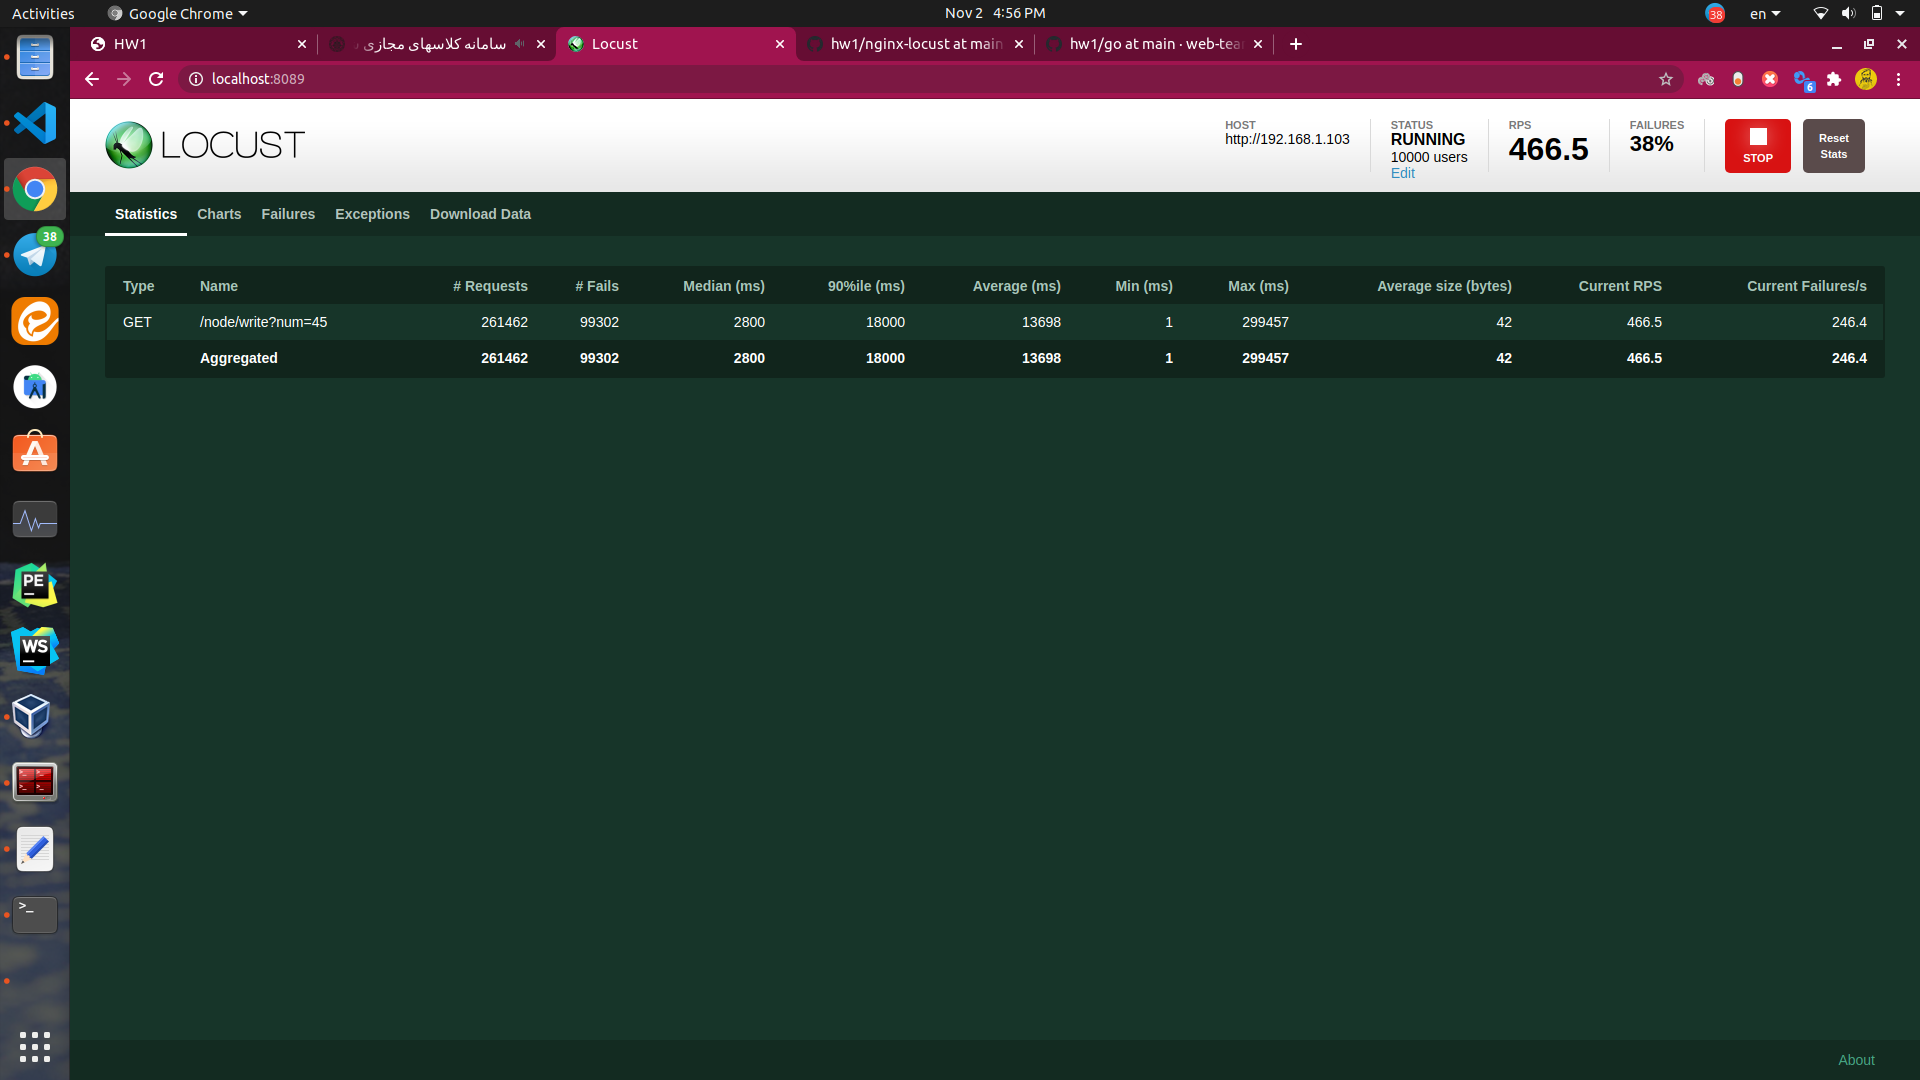 Activities Google Chrome Nov 2 4:56 PM 38 en
HW1 سامانه کلاسهای مجازی Locust hw1/nginx-locust at main hw1/go at main · web-tea
localhost:8089 6
LOCUST
HOST
http://192.168.1.103
STATUS
RUNNING
10000 users
Edit
RPS
466.5
FAILURES
38%
STOP
Reset
Stats
Statistics Charts Failures Exceptions Download Data
Type Name # Requests # Fails Median (ms) 90%ile (ms) Average (ms) Min (ms) Max (ms) Average size (bytes) Current RPS Current Failures/s
GET /node/write?num=45 261462 99302 2800 18000 13698 1 299457 42 466.5 246.4
Aggregated 261462 99302 2800 18000 13698 1 299457 42 466.5 246.4
38
PE
WS
>_
About